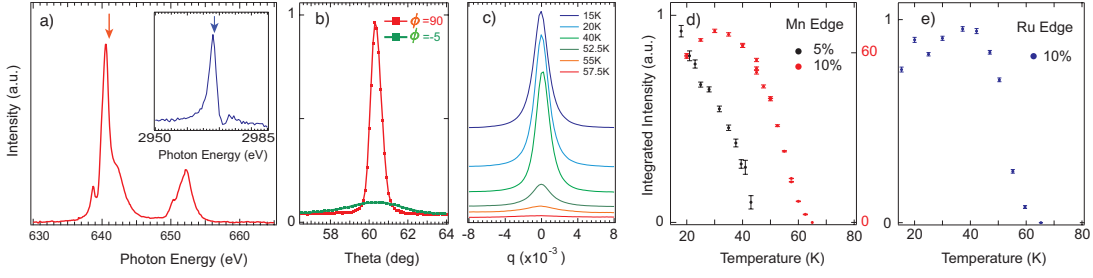 a)
Intensity (a.u.)
2950
2985
Photon Energy (eV)
630
640
650
660
Photon Energy (eV)
b)
1
0
ϕ=90
ϕ=-5
56
60
64
Theta (deg)
c)
15K
20K
40K
52.5K
55K
57.5K
-8
-4
0
4
8
q (x10⁻³)
d)
Mn Edge
5%
10%
Integrated Intensity (a.u.)
1
0
60
0
20
40
60
80
Temperature (K)
e)
Ru Edge
10%
1
0
20
40
60
80
Temperature (K)